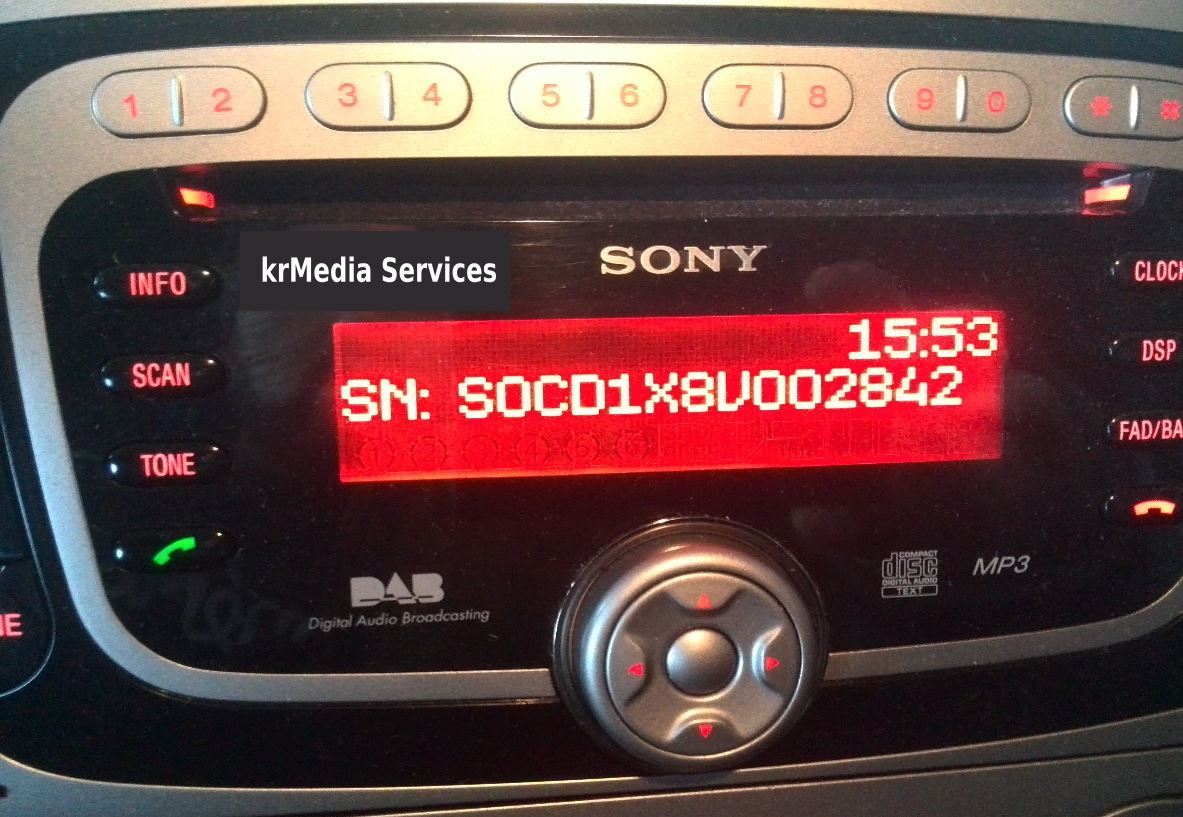 1 2 3 4 5 6 7 8 9 0 * #
SONY
krMedia Services
INFO
CLOCK
15:53
SCAN
DSP
SN: SOCD1X8V002842
TONE
FAD/BA
DAB
Digital Audio Broadcasting
COMPACT
disc
DIGITAL AUDIO
TEXT
MP3